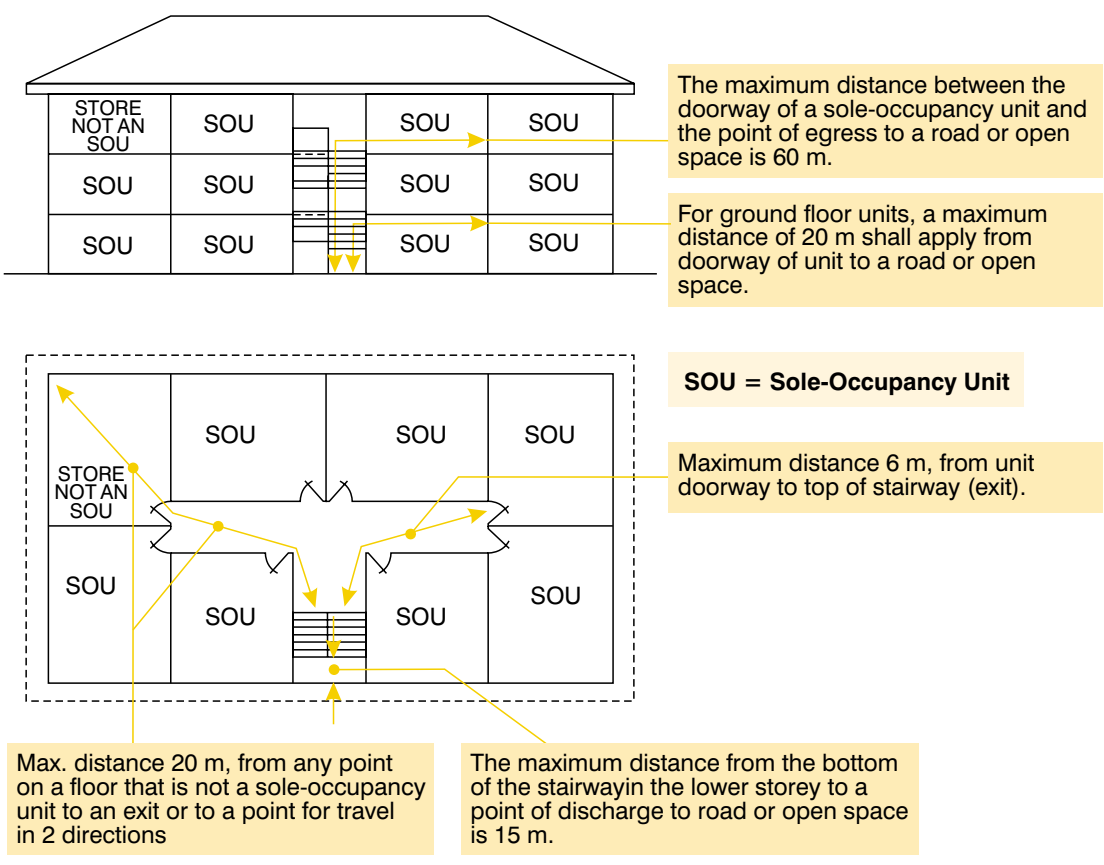 STORE
NOT AN
SOU
SOU
SOU
SOU
SOU
SOU
SOU
SOU
SOU
SOU
SOU
SOU
The maximum distance between the
doorway of a sole-occupancy unit and
the point of egress to a road or open
space is 60 m.
For ground floor units, a maximum
distance of 20 m shall apply from
doorway of unit to a road or open
space.
SOU = Sole-Occupancy Unit
SOU
SOU
SOU
STORE
NOT AN
SOU
Maximum distance 6 m, from unit
doorway to top of stairway (exit).
SOU
SOU
SOU
SOU
Max. distance 20 m, from any point
on a floor that is not a sole-occupancy
unit to an exit or to a point for travel
in 2 directions
The maximum distance from the bottom
of the stairwayin the lower storey to a
point of discharge to road or open space
is 15 m.